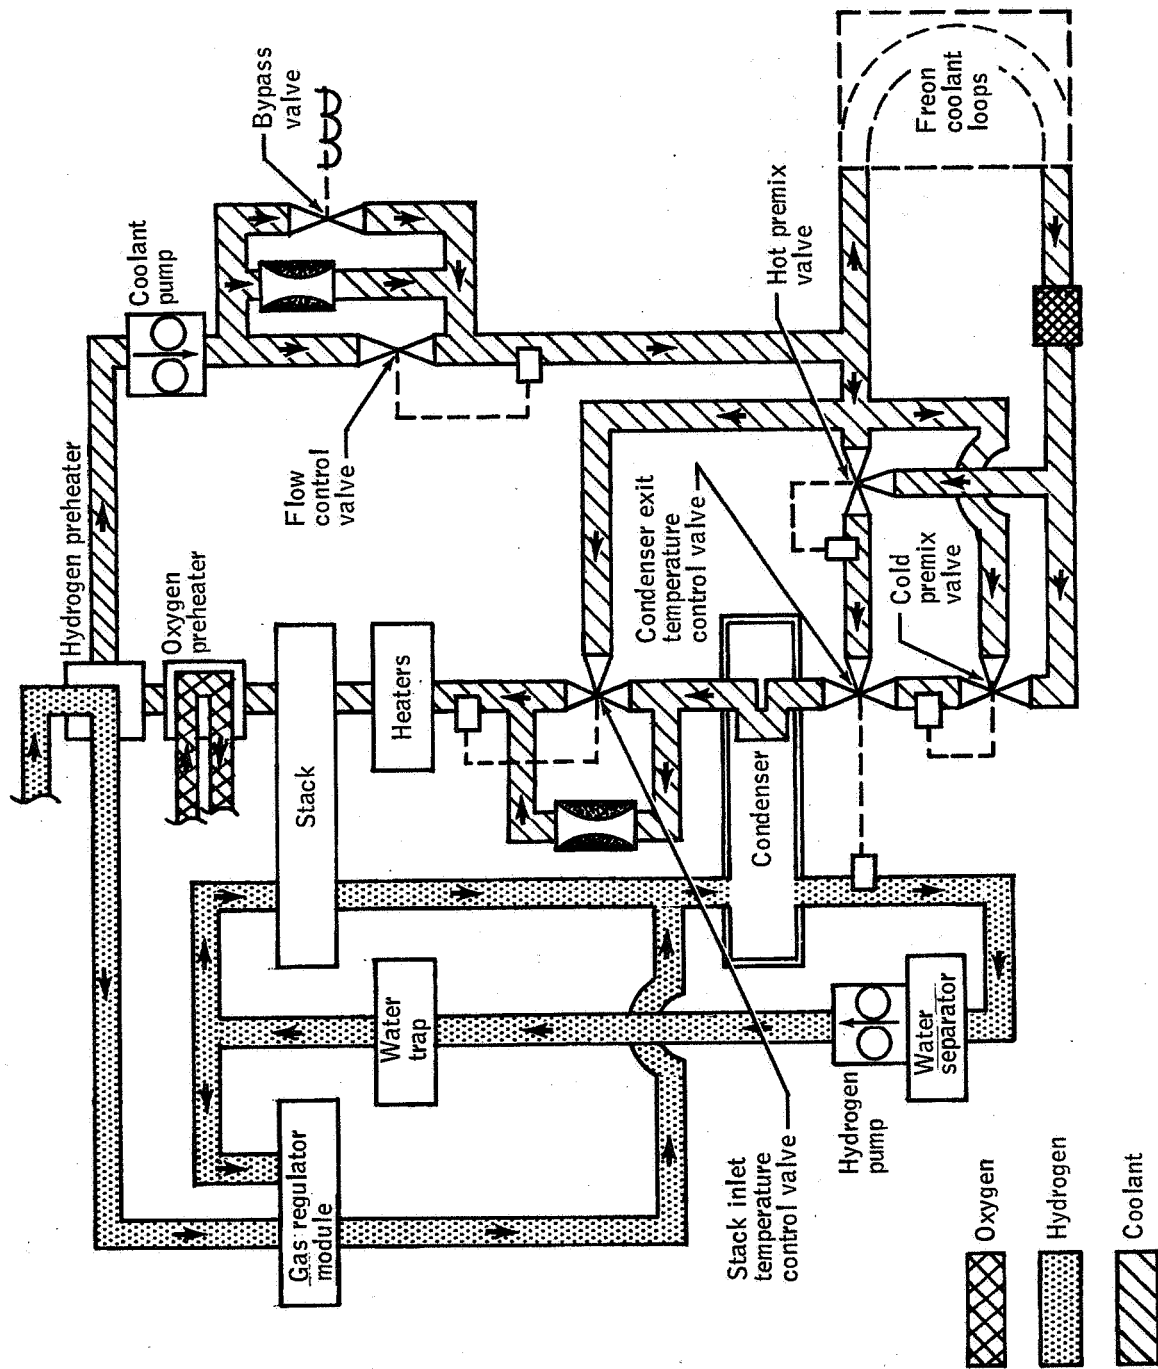 Hydrogen preheater
Oxygen
preheater
Coolant
pump
Bypass
valve
Flow
control
valve
Stack
Heaters
Condenser exit
temperature
control valve
Hot premix
valve
Freon
coolant
loops
Cold
premix
valve
Condenser
Water
trap
Gas regulator
module
Stack inlet
temperature
control valve
Hydrogen
pump
Water
separator
Oxygen
Hydrogen
Coolant